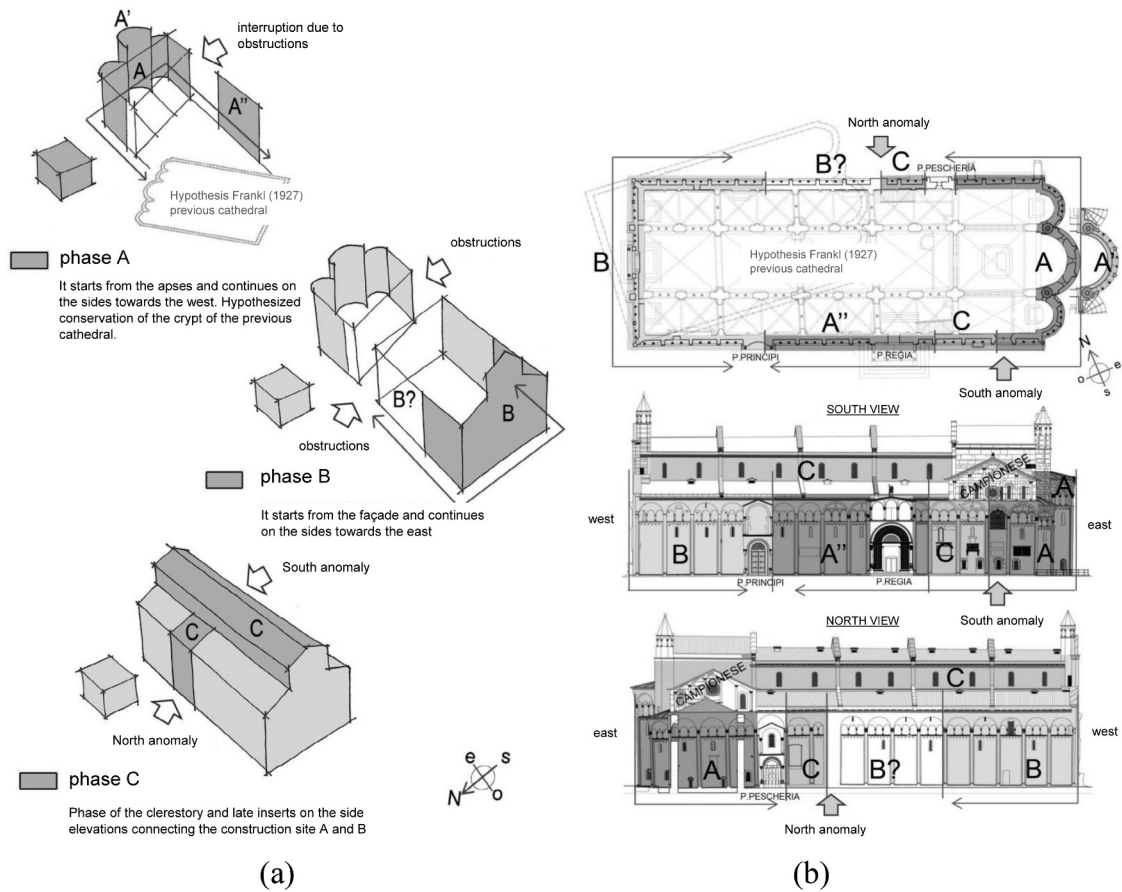 A'
interruption due to
obstructions
A
A''
Hypothesis Frankl (1927)
previous cathedral
phase A
It starts from the apses and continues on
the sides towards the west. Hypothesized
conservation of the crypt of the previous
cathedral.
obstructions
B?
B
obstructions
phase B
It starts from the façade and continues
on the sides towards the east
South anomaly
C
C
North anomaly
phase C
e s
N o
Phase of the clerestory and late inserts on the side
elevations connecting the construction site A and B
(a)
North anomaly
B?
C
P.PESCHERIA
B
Hypothesis Frankl (1927)
previous cathedral
A
A
A''
C
P.PRINCIPI
P.REGIA
N
o e
s
South anomaly
SOUTH VIEW
C
CAMPIONESE
A'
west
east
B
A''
C
A
P.PRINCIPI
P.REGIA
South anomaly
NORTH VIEW
CAMPIONESE
C
east
west
A
C
B?
B
P.PESCHERIA
North anomaly
(b)